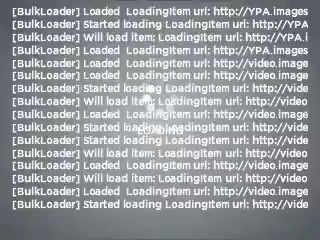 [BulkLoader] Loaded LoadingItem url: http://YPA.images
[BulkLoader] Started loading LoadingItem url: http://YPA
[BulkLoader] Will load item: LoadingItem url: http://YPA.i
[BulkLoader] Loaded LoadingItem url: http://YPA.images
[BulkLoader] Loaded LoadingItem url: http://video.image
[BulkLoader] Loaded LoadingItem url: http://video.image
[BulkLoader] Started loading LoadingItem url: http://vide
[BulkLoader] Will load item: LoadingItem url: http://video
[BulkLoader] Loaded LoadingItem url: http://video.image
[BulkLoader] Started loading LoadingItem url: http://vide
LOADING
[BulkLoader] Loaded LoadingItem url: http://video.image
[BulkLoader] Will load item: LoadingItem url: http://video
[BulkLoader] Loaded LoadingItem url: http://video.image
[BulkLoader] Will load item: LoadingItem url: http://video
[BulkLoader] Loaded LoadingItem url: http://video.image
[BulkLoader] Started loading LoadingItem url: http://vide